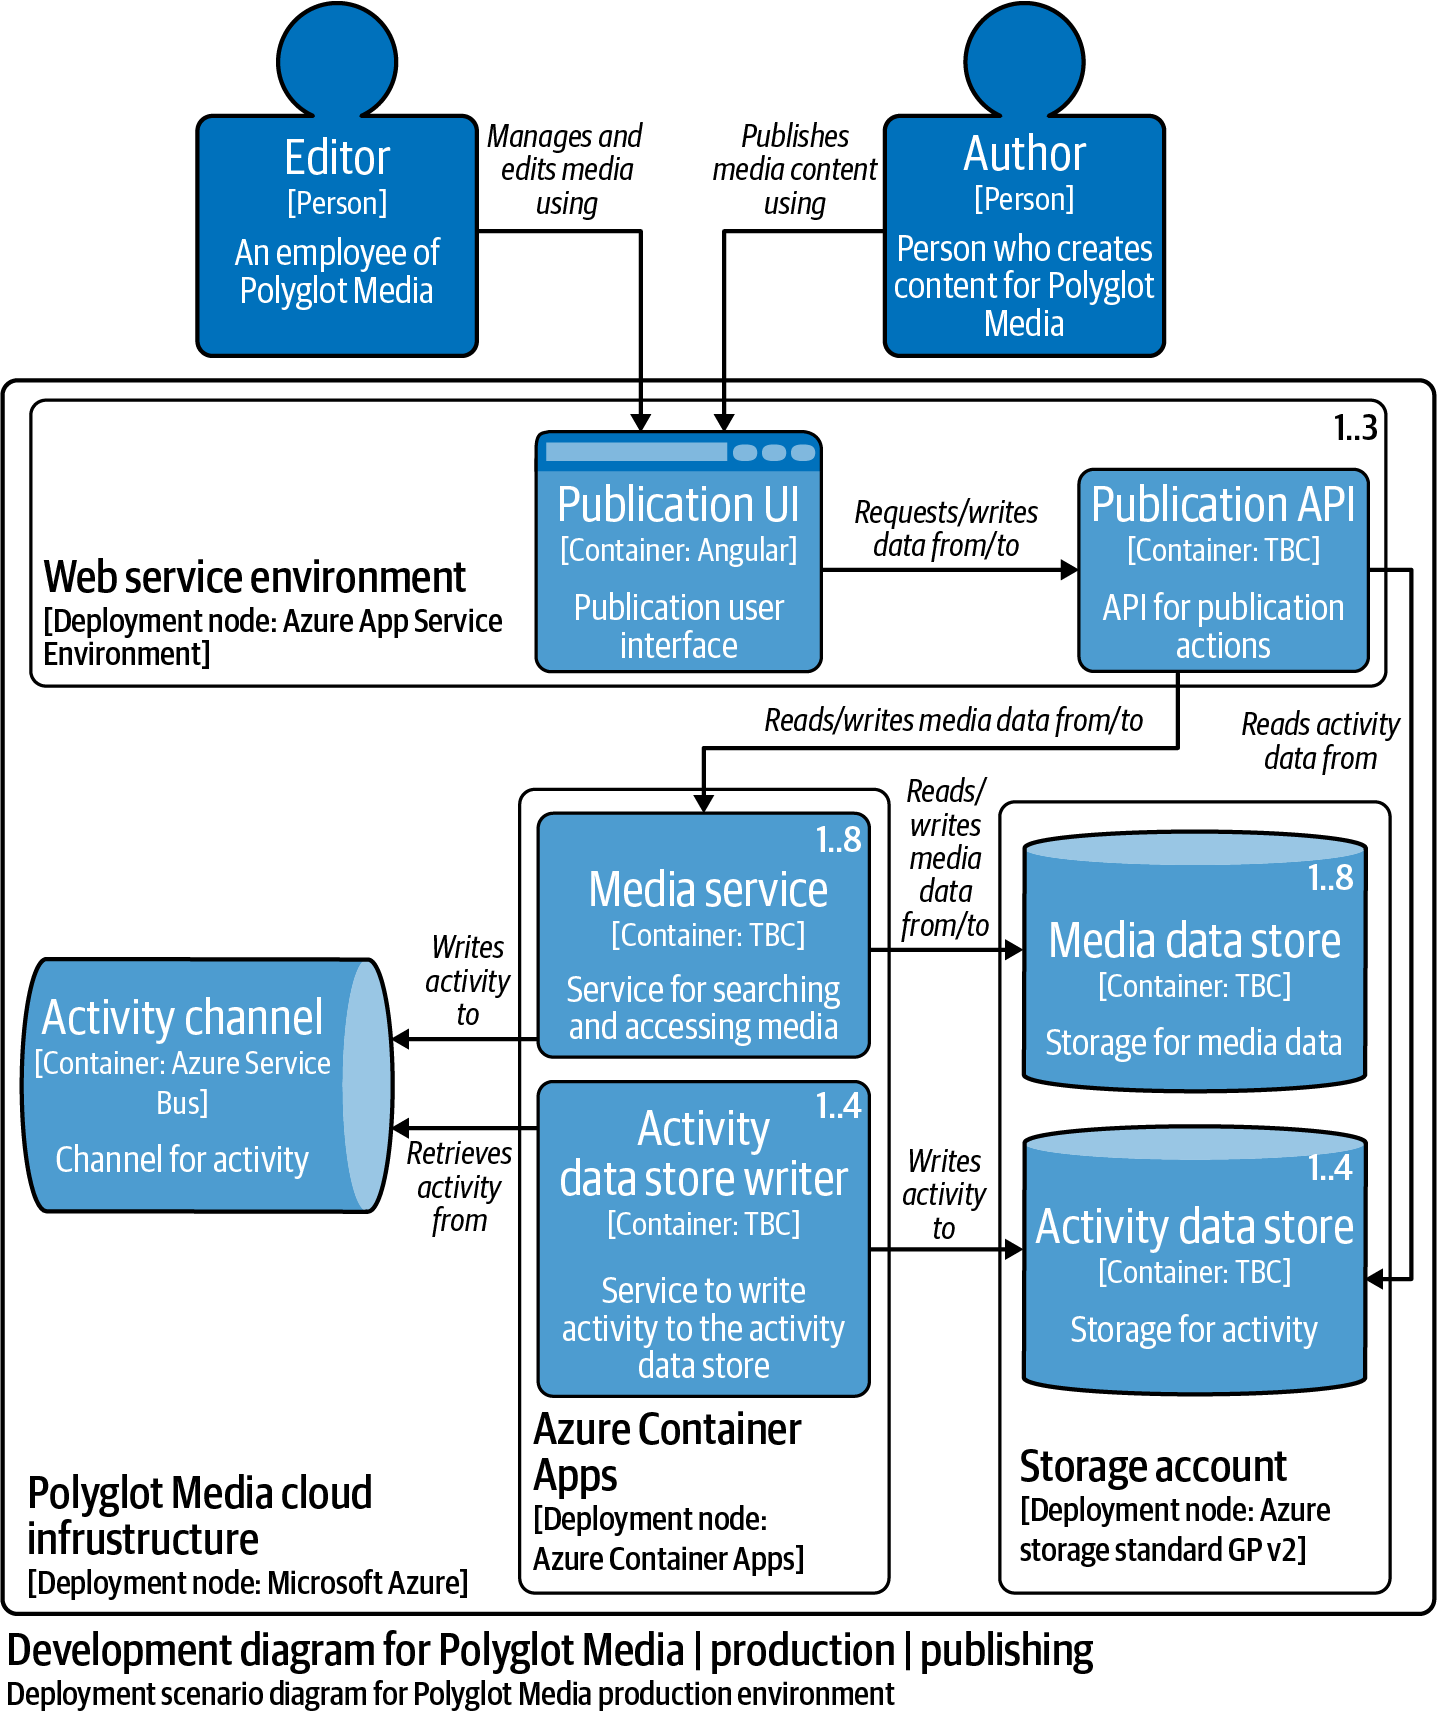 Editor
[Person]
An employee of
Polyglot Media
Manages and
edits media
using
Publishes
media content
using
Author
[Person]
Person who creates
content for Polyglot
Media
1..3
Web service environment
[Deployment node: Azure App Service
Environment]
Publication UI
[Container: Angular]
Publication user
interface
Requests/writes
data from/to
Publication API
[Container: TBC]
API for publication
actions
Reads/writes media data from/to
Reads activity
data from
1..8
Media service
[Container: TBC]
Service for searching
and accessing media
Reads/
writes
media
data
from/to
1..8
Media data store
[Container: TBC]
Storage for media data
Writes
activity
to
Activity channel
[Container: Azure Service
Bus]
Channel for activity
Retrieves
activity
from
1..4
Activity
data store writer
[Container: TBC]
Service to write
activity to the activity
data store
Writes
activity
to
1..4
Activity data store
[Container: TBC]
Storage for activity
Azure Container
Apps
[Deployment node:
Azure Container Apps]
Storage account
[Deployment node: Azure
storage standard GP v2]
Polyglot Media cloud
infrustructure
[Deployment node: Microsoft Azure]
Development diagram for Polyglot Media | production | publishing
Deployment scenario diagram for Polyglot Media production environment